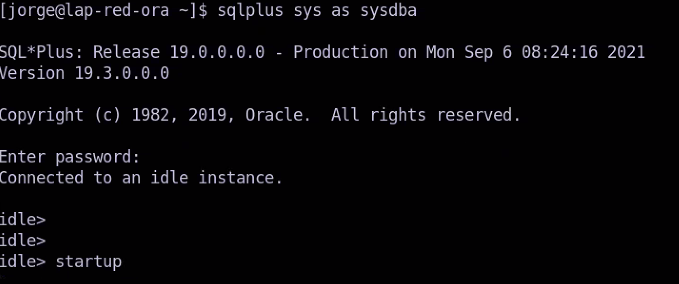 [jorge@lap-red-ora ~]$ sqlplus sys as sysdba
SQL*Plus: Release 19.0.0.0.0 - Production on Mon Sep 6 08:24:16 2021
Version 19.3.0.0.0
Copyright (c) 1982, 2019, Oracle.  All rights reserved.
Enter password:
Connected to an idle instance.
idle>
idle>
idle> startup